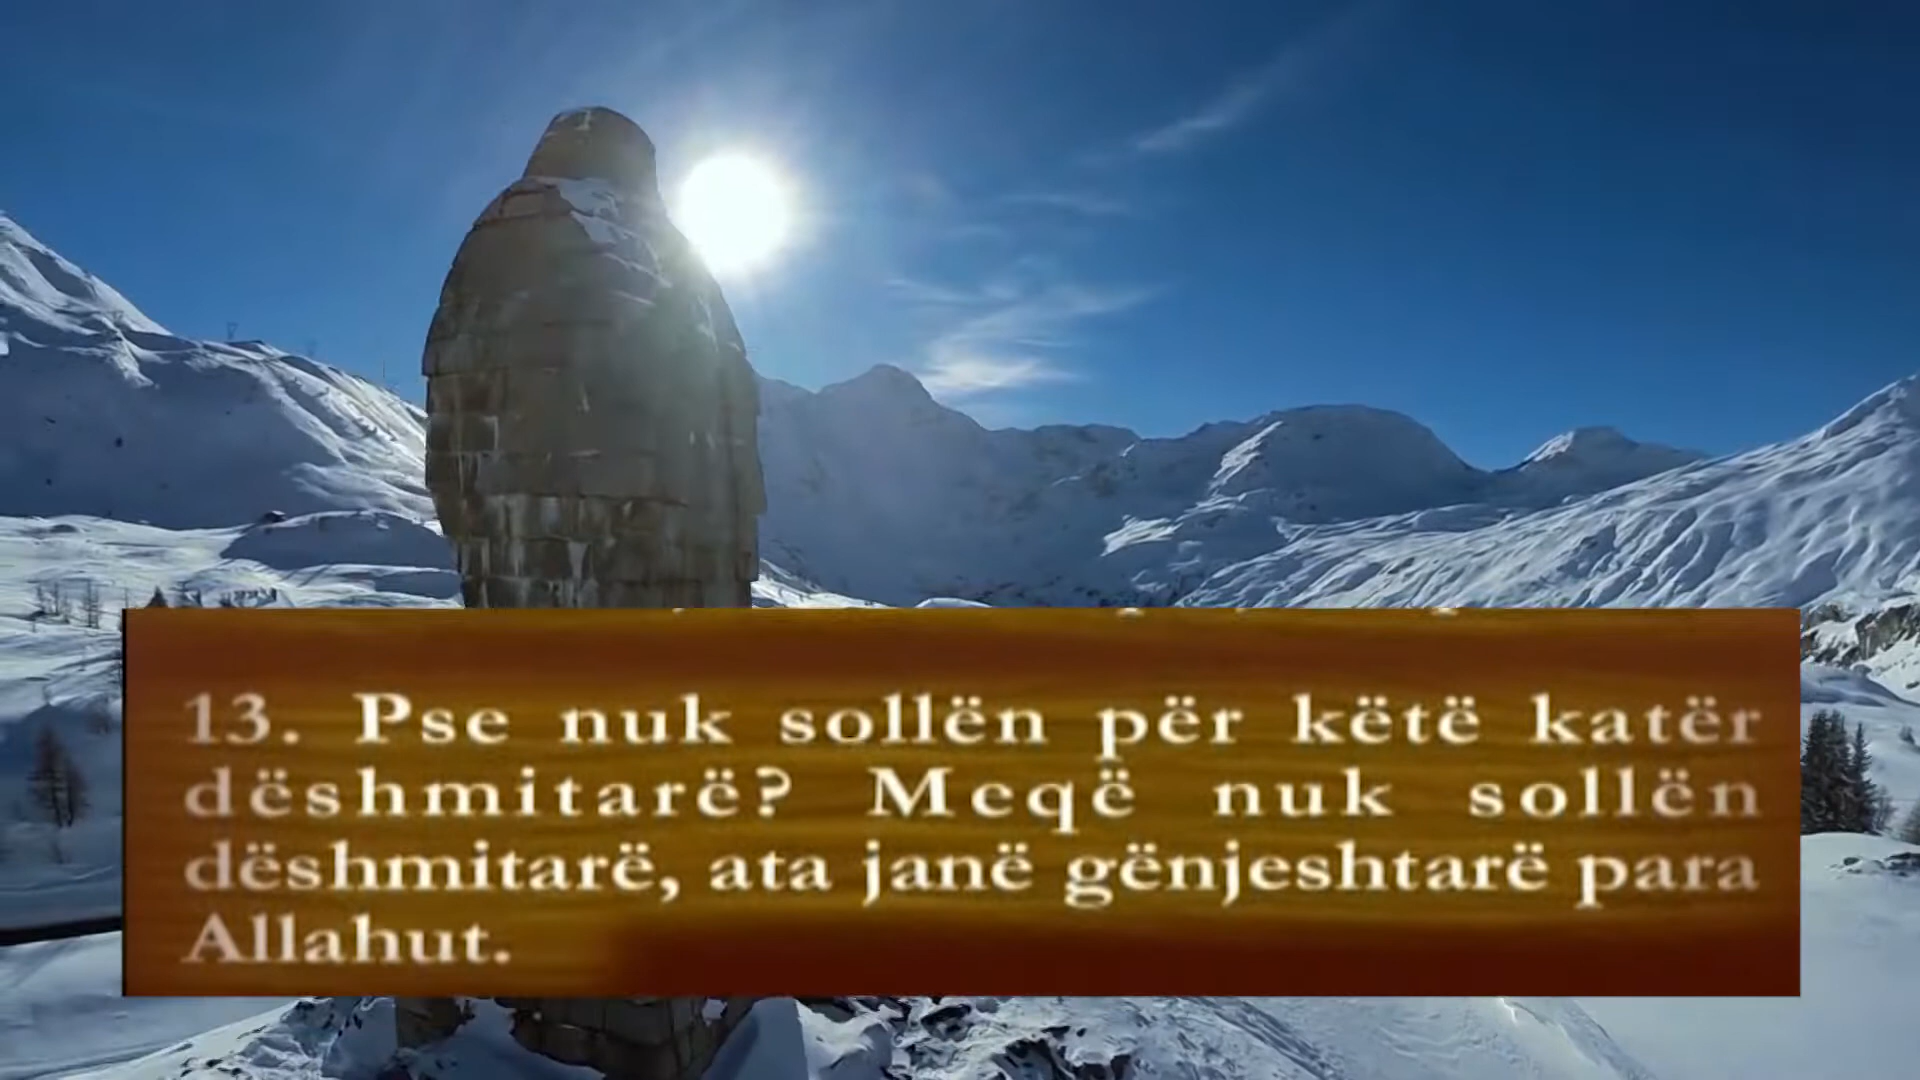 13. Pse nuk sollën për këtë katër
dëshmitarë? Meqë nuk sollën
dëshmitarë, ata janë gënjeshtarë para
Allahut.